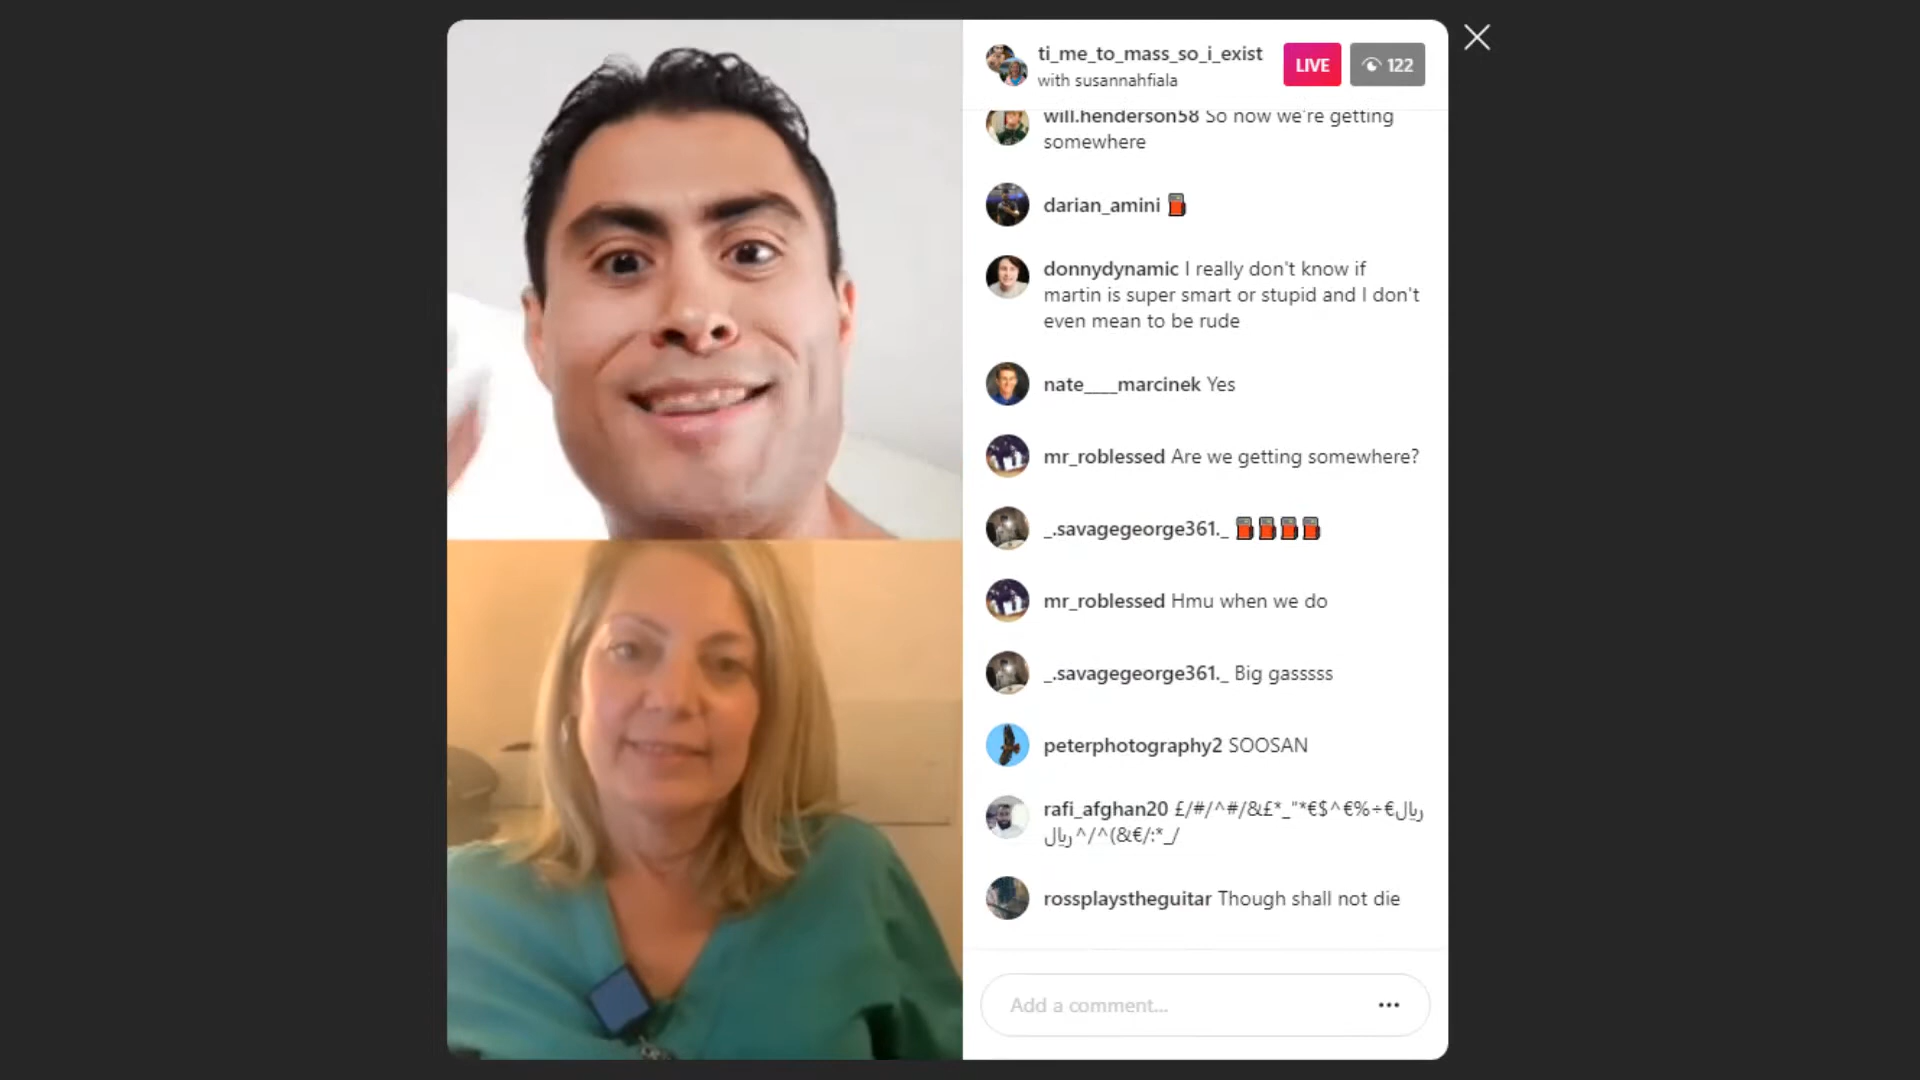 ti_me_to_mass_so_i_exist
with susannahfiala
LIVE
122
will.henderson58 So now we're getting
somewhere
darian_amini
donnydynamic I really don't know if
martin is super smart or stupid and I don't
even mean to be rude
nate____marcinek Yes
mr_roblessed Are we getting somewhere?
_.savagegeorge361._
mr_roblessed Hmu when we do
_.savagegeorge361._ Big gasssss
peterphotography2 SOOSAN
rafi_afghan20 £/#/^#/&£*_"*€$^€%÷€ریال
ریال^/^(&€/:*_/
rossplaystheguitar Though shall not die
Add a comment...